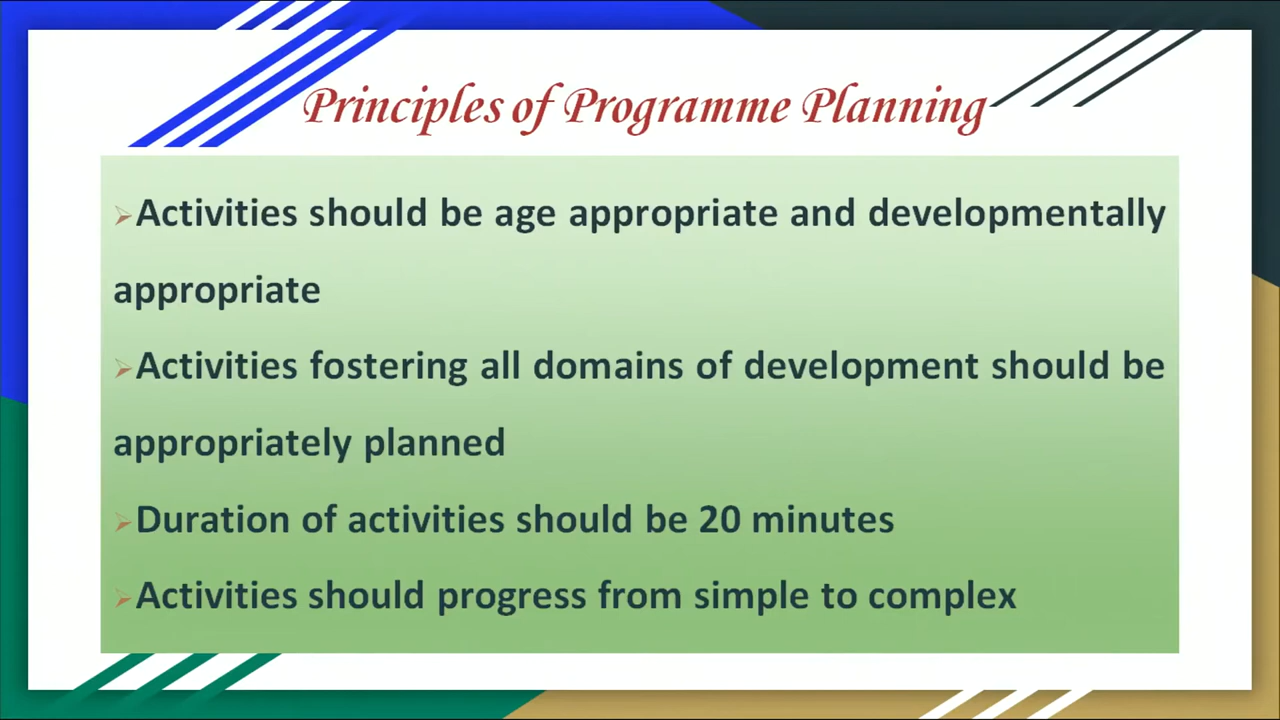 Principles of Programme Planning
➢Activities should be age appropriate and developmentally
appropriate
➢Activities fostering all domains of development should be
appropriately planned
➢Duration of activities should be 20 minutes
➢Activities should progress from simple to complex